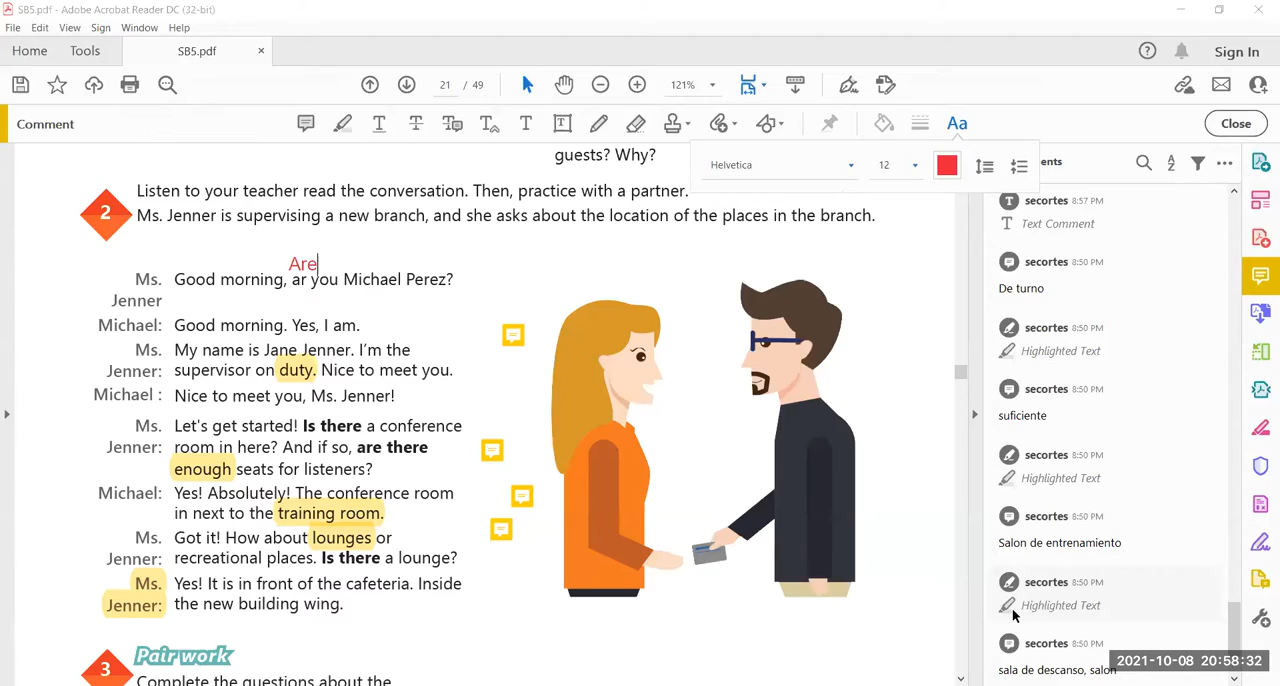 SB5.pdf - Adobe Acrobat Reader DC (32-bit)
File Edit View Sign Window Help
Home Tools SB5.pdf × Sign In
21 / 49 121%
Comment Close
Helvetica 12
ents
guests? Why?
2 Listen to your teacher read the conversation. Then, practice with a partner.
Ms. Jenner is supervising a new branch, and she asks about the location of the places in the branch.
Are
Ms. Good morning, ar you Michael Perez?
Jenner
Michael: Good morning. Yes, I am.
Ms. My name is Jane Jenner. I'm the
Jenner: supervisor on duty. Nice to meet you.
Michael : Nice to meet you, Ms. Jenner!
Ms. Let's get started! Is there a conference
Jenner: room in here? And if so, are there
enough seats for listeners?
Michael: Yes! Absolutely! The conference room
in next to the training room.
Ms. Got it! How about lounges or
Jenner: recreational places. Is there a lounge?
Ms. Yes! It is in front of the cafeteria. Inside
Jenner: the new building wing.
3 Pair work
Complete the questions about the
secortes 8:57 PM
Text Comment
secortes 8:50 PM
De turno
secortes 8:50 PM
Highlighted Text
secortes 8:50 PM
suficiente
secortes 8:50 PM
Highlighted Text
secortes 8:50 PM
Salon de entrenamiento
secortes 8:50 PM
Highlighted Text
secortes 8:50 PM
sala de descanso, salon
2021-10-08 20:58:32